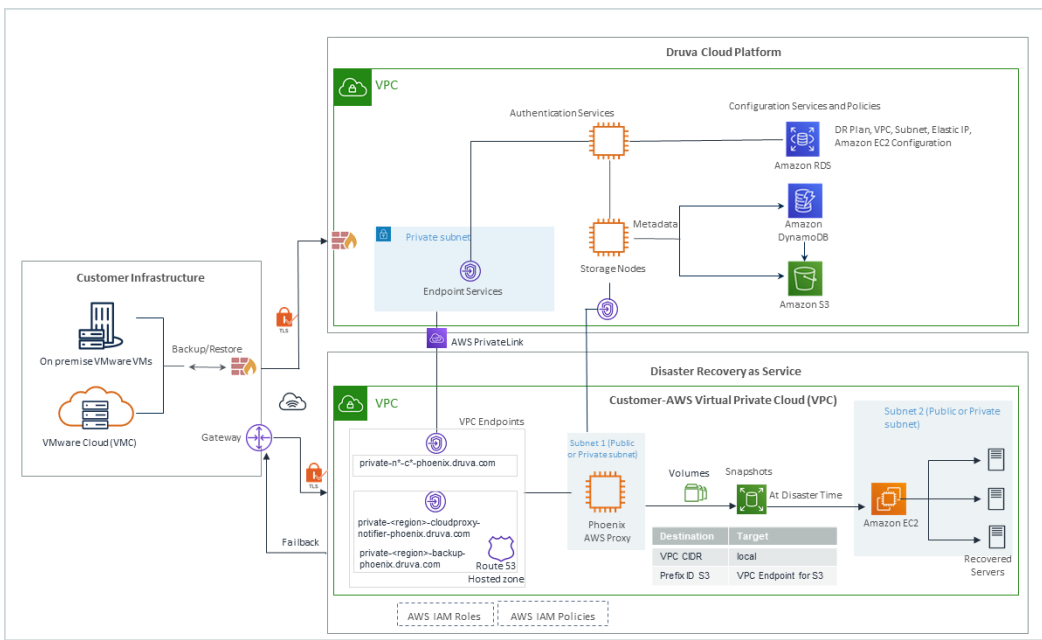 Druva Cloud Platform
VPC
Authentication Services
Configuration Services and Policies
DR Plan, VPC, Subnet, Elastic IP,
Amazon EC2 Configuration
Amazon RDS
Private subnet
Endpoint Services
Metadata
Storage Nodes
Amazon
DynamoDB
Amazon S3
Customer Infrastructure
On premise VMware VMs
Backup/Restore
VMware Cloud (VMC)
TLS
Gateway
TLS
Failback
AWS PrivateLink
Disaster Recovery as Service
VPC
Customer-AWS Virtual Private Cloud (VPC)
VPC Endpoints
private-n*-c*-phoenix.druva.com
private-<region>-cloudproxy-
notifier-phoenix.druva.com
private-<region>-backup-
phoenix.druva.com
Route 53
Hosted zone
Subnet 1 (Public
or Private subnet)
Phoenix
AWS Proxy
Volumes
Snapshots
At Disaster Time
Destination Target
VPC CIDR local
Prefix ID S3 VPC Endpoint for S3
Subnet 2 (Public or Private
subnet)
Amazon EC2
Recovered
Servers
AWS IAM Roles
AWS IAM Policies